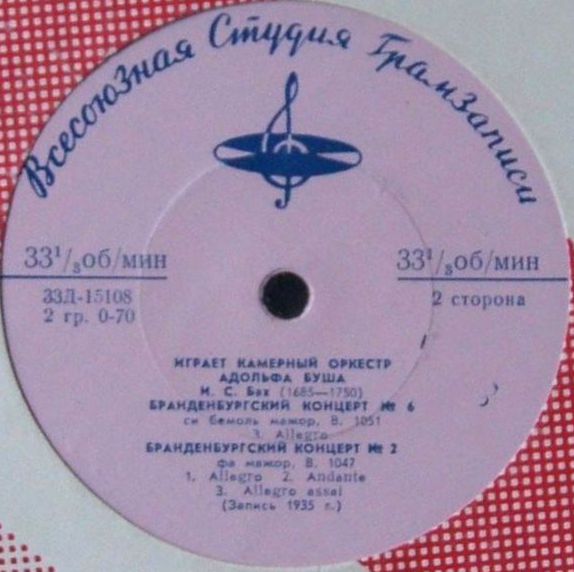 Всесоюзная Студия Грамзаписи
33¹/₃об/мин
33¹/₃об/мин
33Д-15108
2 гр. 0-70
2 сторона
ИГРАЕТ КАМЕРНЫЙ ОРКЕСТР
АДОЛЬФА БУША
И. С. Бах (1685—1750)
БРАНДЕНБУРГСКИЙ КОНЦЕРТ № 6
си бемоль мажор, В. 1051
3. Allegro
БРАНДЕНБУРГСКИЙ КОНЦЕРТ № 2
фа мажор, В. 1047
1. Allegro 2. Andante
3. Allegro assai
(Запись 1935 г.)